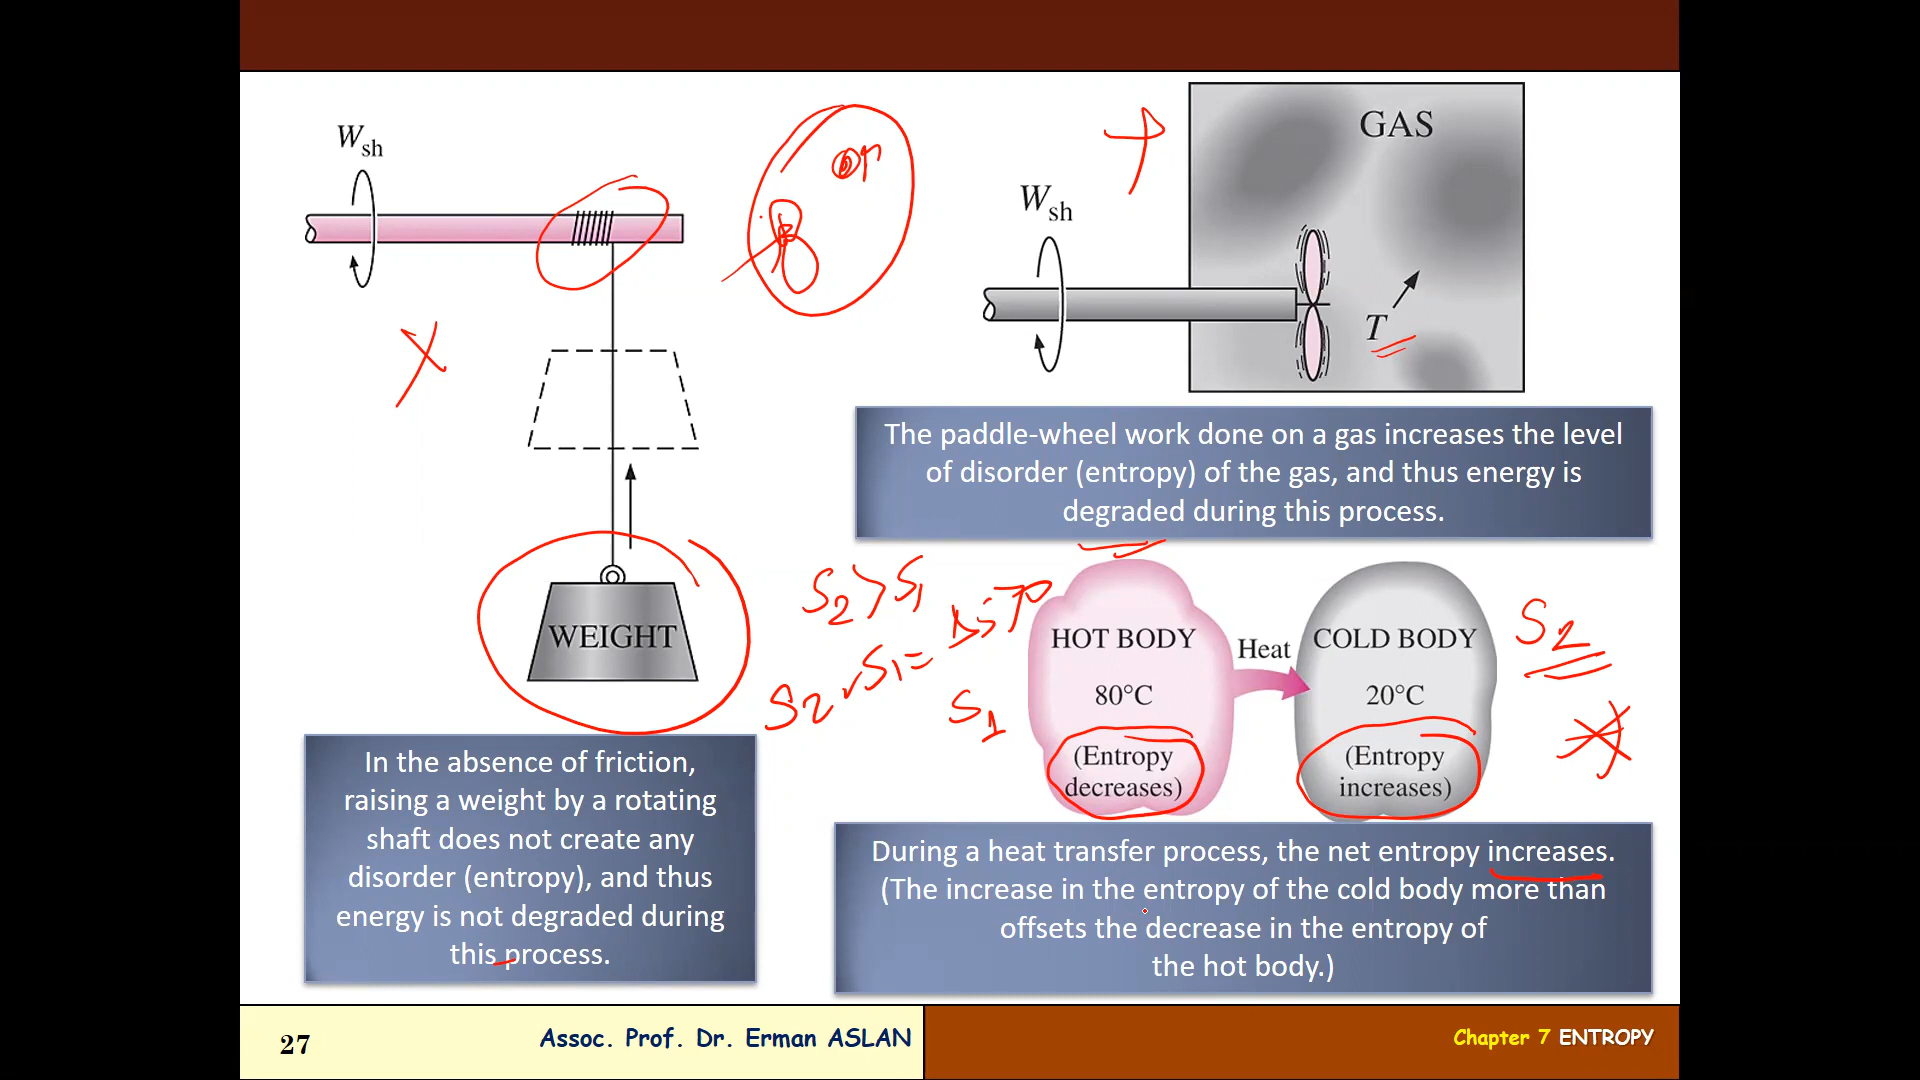 W sh
GAS
W sh
T
The paddle-wheel work done on a gas increases the level
of disorder (entropy) of the gas, and thus energy is
degraded during this process.
WEIGHT
S2 > S1
S2 - S1 =
S1
HOT BODY
80°C
(Entropy
decreases)
Heat
COLD BODY
20°C
(Entropy
increases)
S2
In the absence of friction,
raising a weight by a rotating
shaft does not create any
disorder (entropy), and thus
energy is not degraded during
this process.
During a heat transfer process, the net entropy increases.
(The increase in the entropy of the cold body more than
offsets the decrease in the entropy of
the hot body.)
27
Assoc. Prof. Dr. Erman ASLAN
Chapter 7 ENTROPY